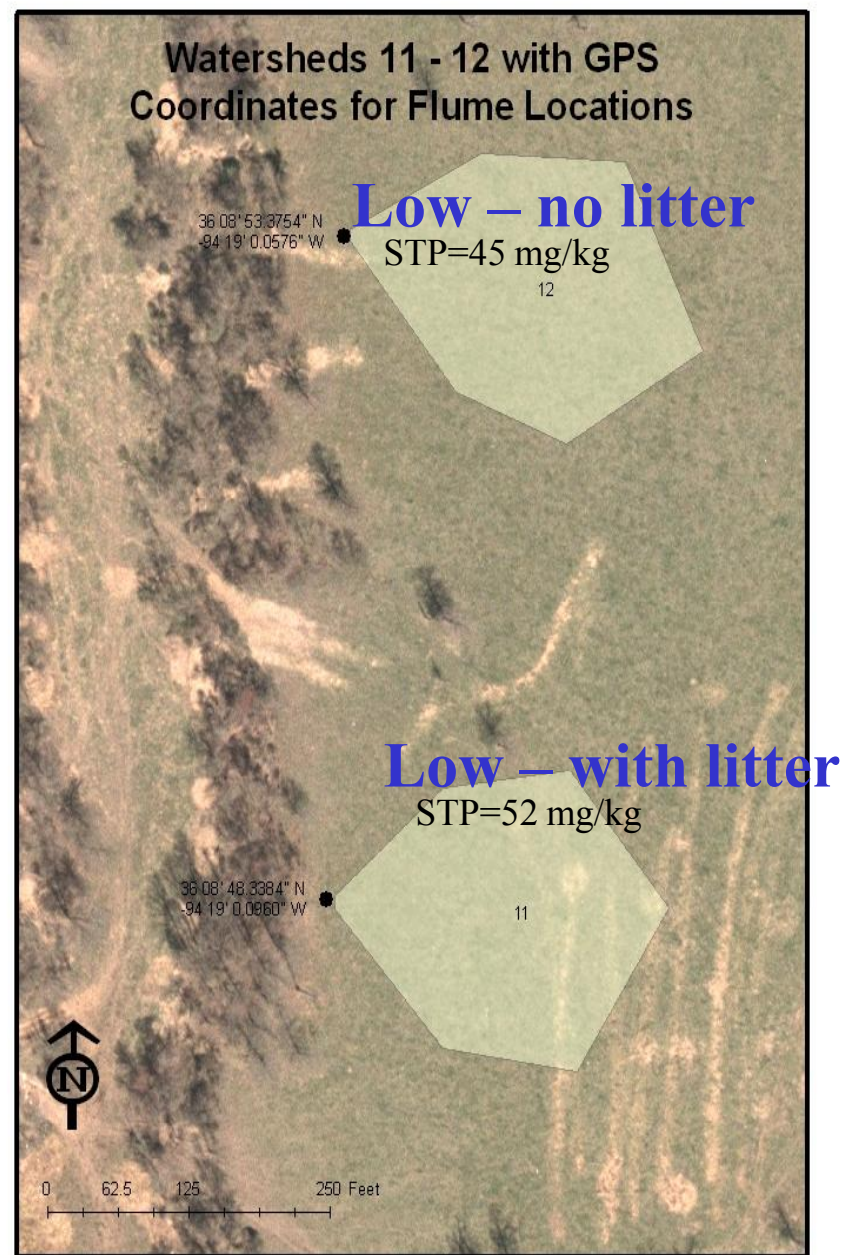 Watersheds 11 - 12 with GPS
Coordinates for Flume Locations
Low – no litter
36 08' 53.3754" N
-94 19' 0.0576" W
STP=45 mg/kg
12
Low – with litter
STP=52 mg/kg
36 08' 48.3384" N
-94 19' 0.0960" W
11
N
0 62.5 125 250 Feet